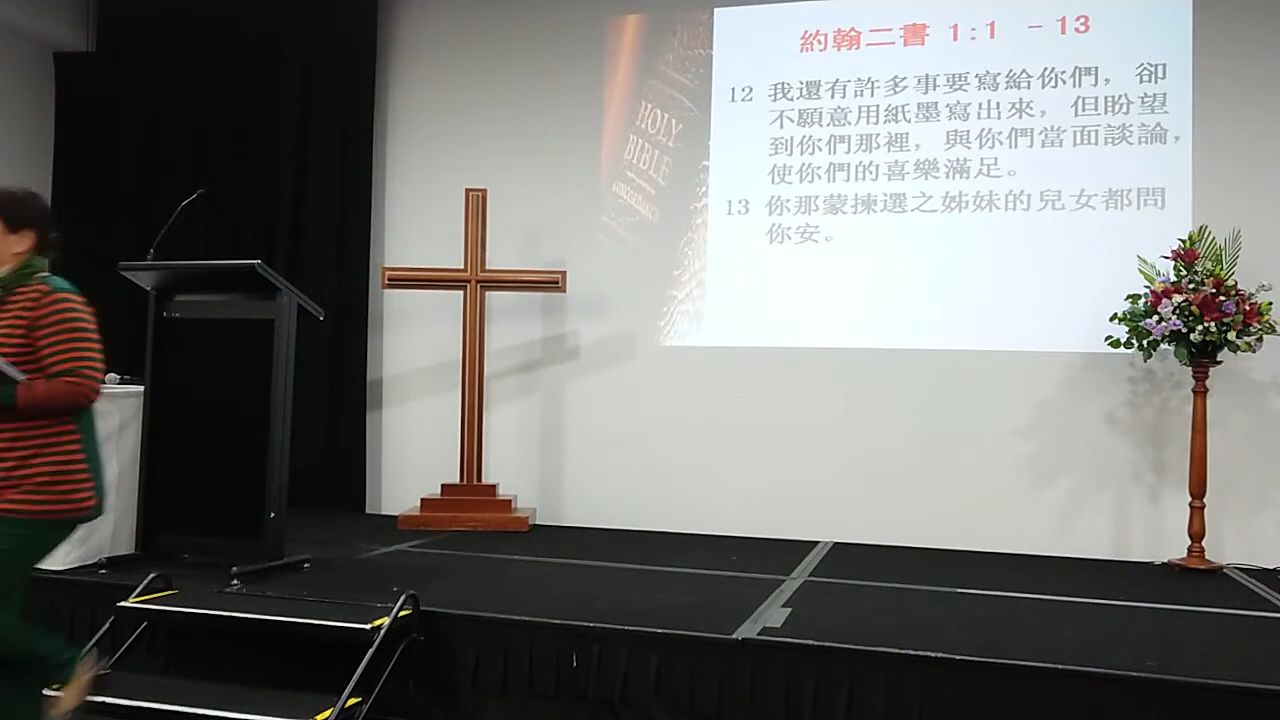 約翰二書 1:1 -13
12 我還有許多事要寫給你們，卻
不願意用紙墨寫出來，但盼望
到你們那裡，與你們當面談論，
使你們的喜樂滿足。
13 你那蒙揀選之姊妹的兒女都問
你安。
HOLY
BIBLE